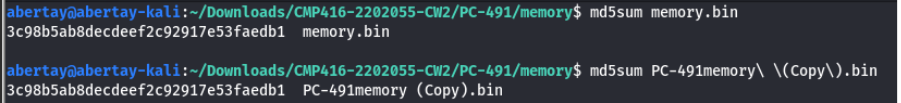 abertay@abertay-kali:~/Downloads/CMP416-2202055-CW2/PC-491/memory$ md5sum memory.bin
3c98b5ab8decdeef2c92917e53faedb1  memory.bin
abertay@abertay-kali:~/Downloads/CMP416-2202055-CW2/PC-491/memory$ md5sum PC-491memory\ \(Copy\).bin
3c98b5ab8decdeef2c92917e53faedb1  PC-491memory (Copy).bin